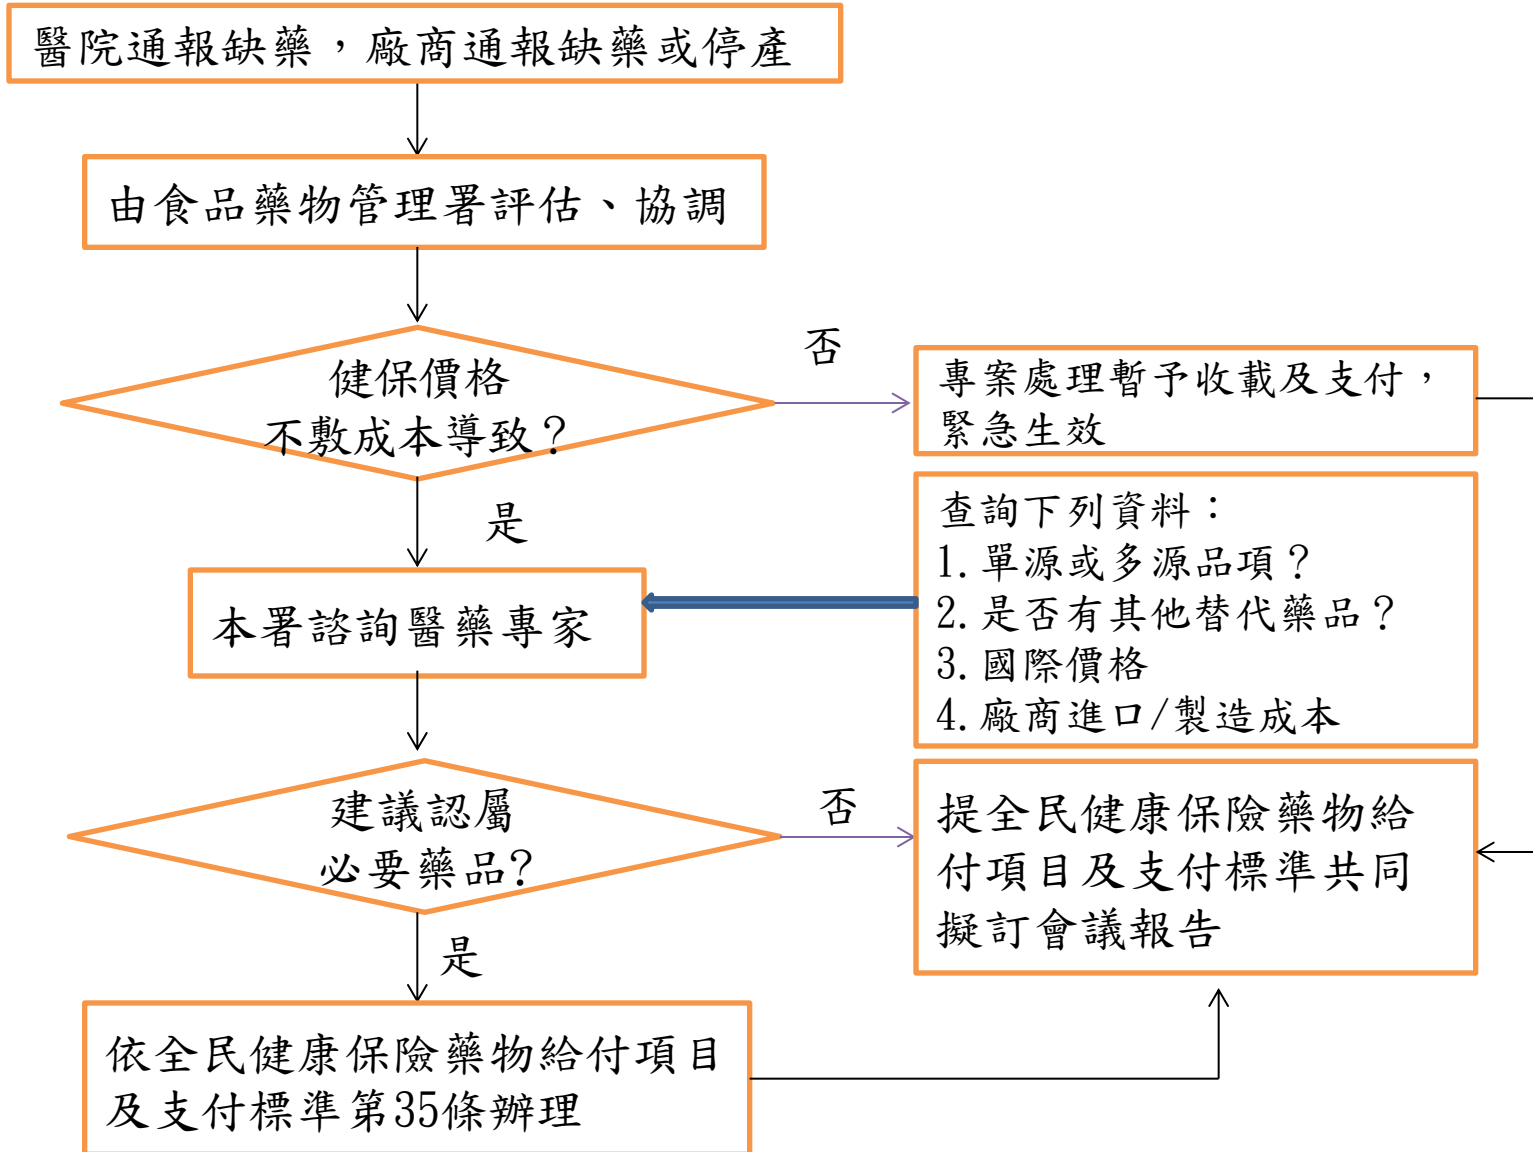 醫院通報缺藥，廠商通報缺藥或停產
由食品藥物管理署評估、協調
健保價格
不敷成本導致？
否
專案處理暫予收載及支付，
緊急生效
是
本署諮詢醫藥專家
查詢下列資料：
1.單源或多源品項？
2.是否有其他替代藥品？
3.國際價格
4.廠商進口/製造成本
建議認屬
必要藥品?
否
提全民健康保險藥物給
付項目及支付標準共同
擬訂會議報告
是
依全民健康保險藥物給付項目
及支付標準第35條辦理